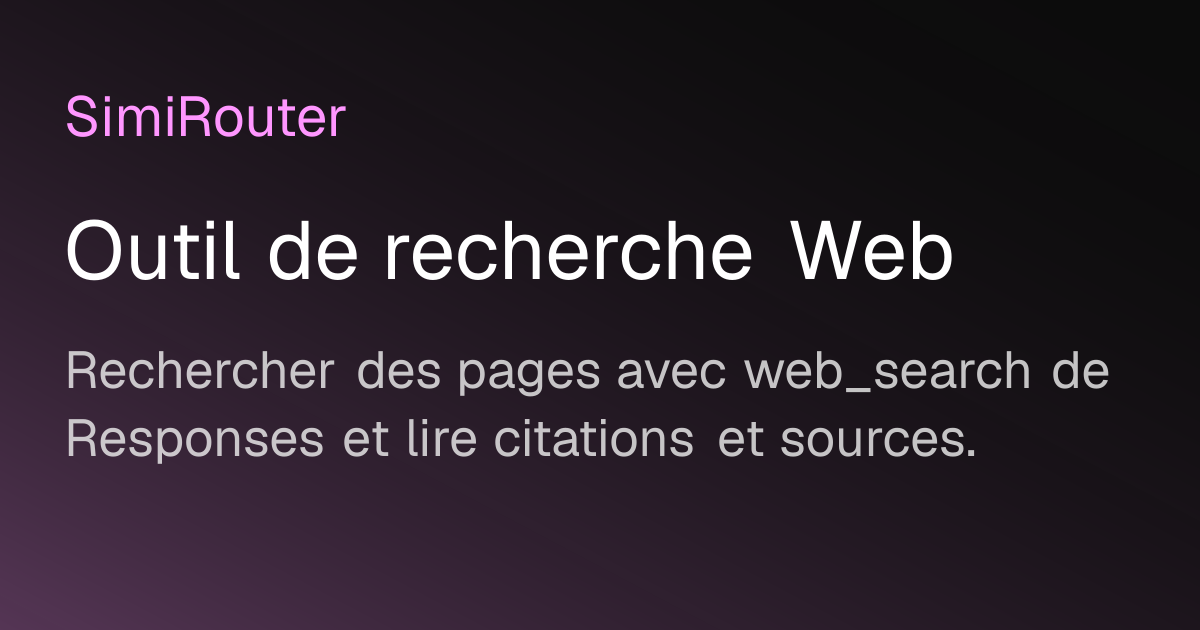 SimiRouter
Outil de recherche Web
Rechercher des pages avec web_search de
Responses et lire citations et sources.